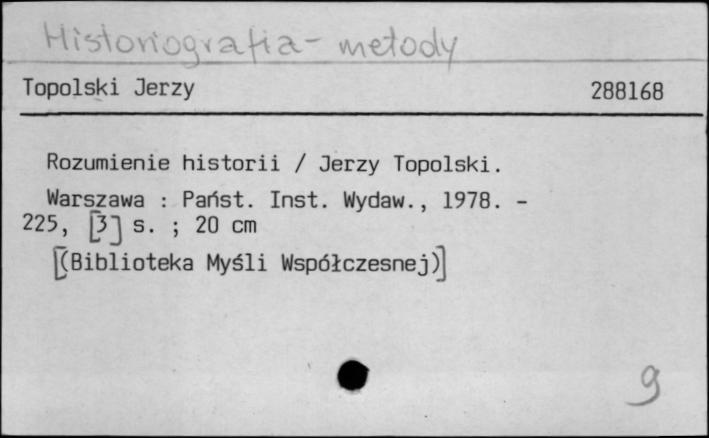 Historiografia - metody
Topolski Jerzy 288168
Rozumienie historii / Jerzy Topolski.
Warszawa : Państ. Inst. Wydaw., 1978. -
225, [3] s. ; 20 cm
[(Biblioteka Myśli Współczesnej)]
9